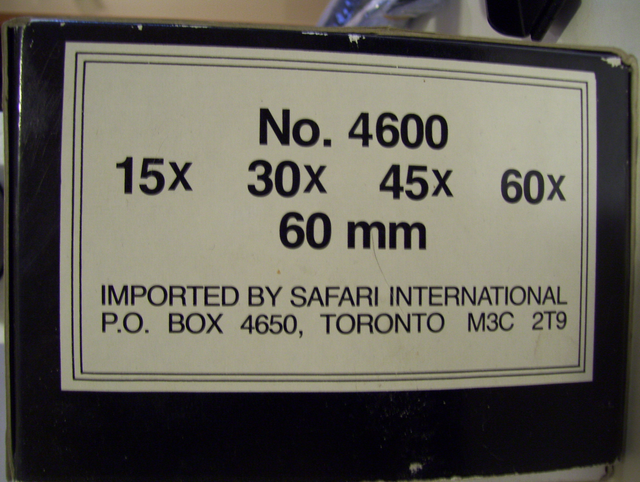 No. 4600
15x 30x 45x 60x
60 mm
IMPORTED BY SAFARI INTERNATIONAL
P.O. BOX 4650, TORONTO M3C 2T9